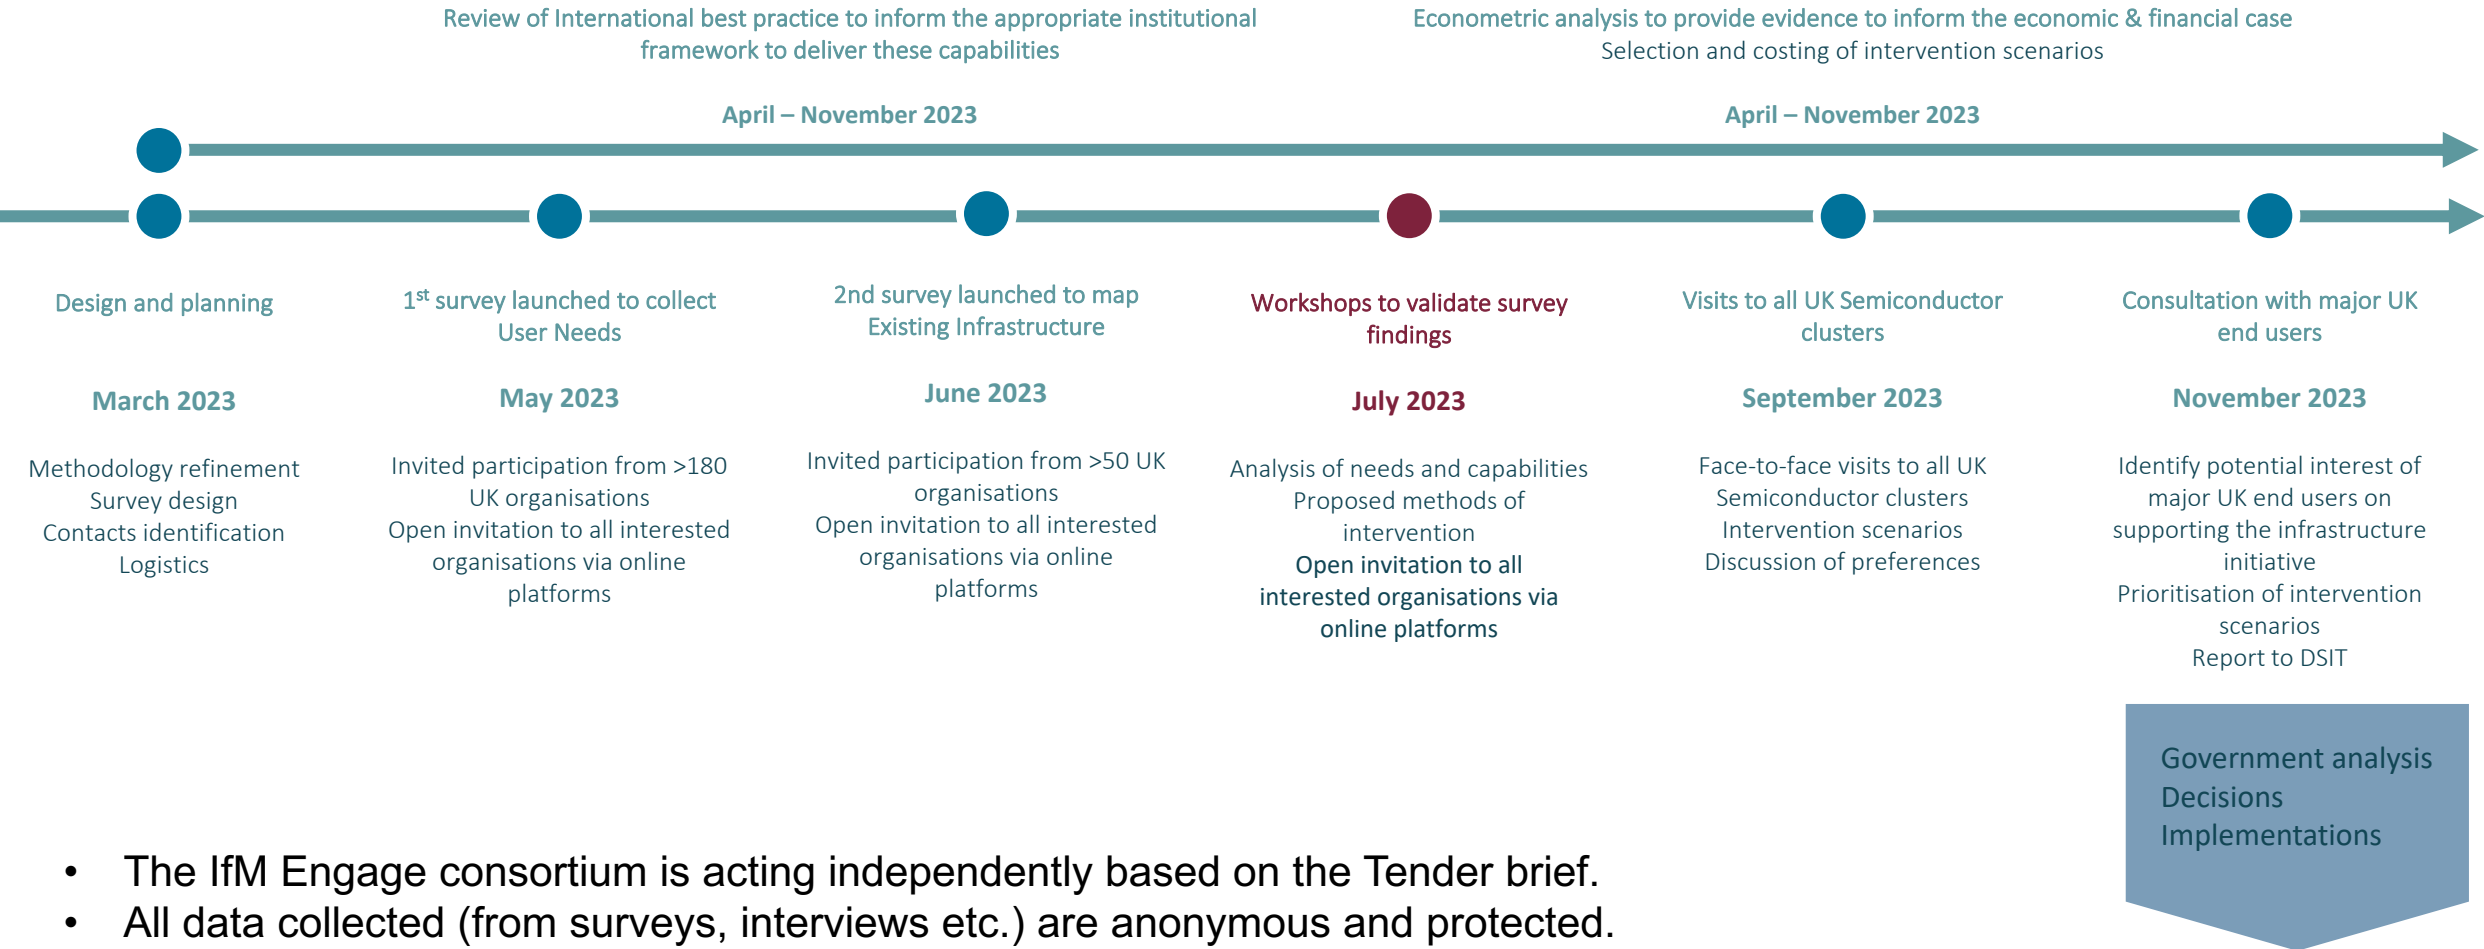 Review of International best practice to inform the appropriate institutional
framework to deliver these capabilities
April – November 2023
Econometric analysis to provide evidence to inform the economic & financial case
Selection and costing of intervention scenarios
April – November 2023
Design and planning
March 2023
Methodology refinement
Survey design
Contacts identification
Logistics
1st survey launched to collect
User Needs
May 2023
Invited participation from >180
UK organisations
Open invitation to all interested
organisations via online
platforms
2nd survey launched to map
Existing Infrastructure
June 2023
Invited participation from >50 UK
organisations
Open invitation to all interested
organisations via online
platforms
Workshops to validate survey
findings
July 2023
Analysis of needs and capabilities
Proposed methods of
intervention
Open invitation to all
interested organisations via
online platforms
Visits to all UK Semiconductor
clusters
September 2023
Face-to-face visits to all UK
Semiconductor clusters
Intervention scenarios
Discussion of preferences
Consultation with major UK
end users
November 2023
Identify potential interest of
major UK end users on
supporting the infrastructure
initiative
Prioritisation of intervention
scenarios
Report to DSIT
Government analysis
Decisions
Implementations
• The IfM Engage consortium is acting independently based on the Tender brief.
• All data collected (from surveys, interviews etc.) are anonymous and protected.